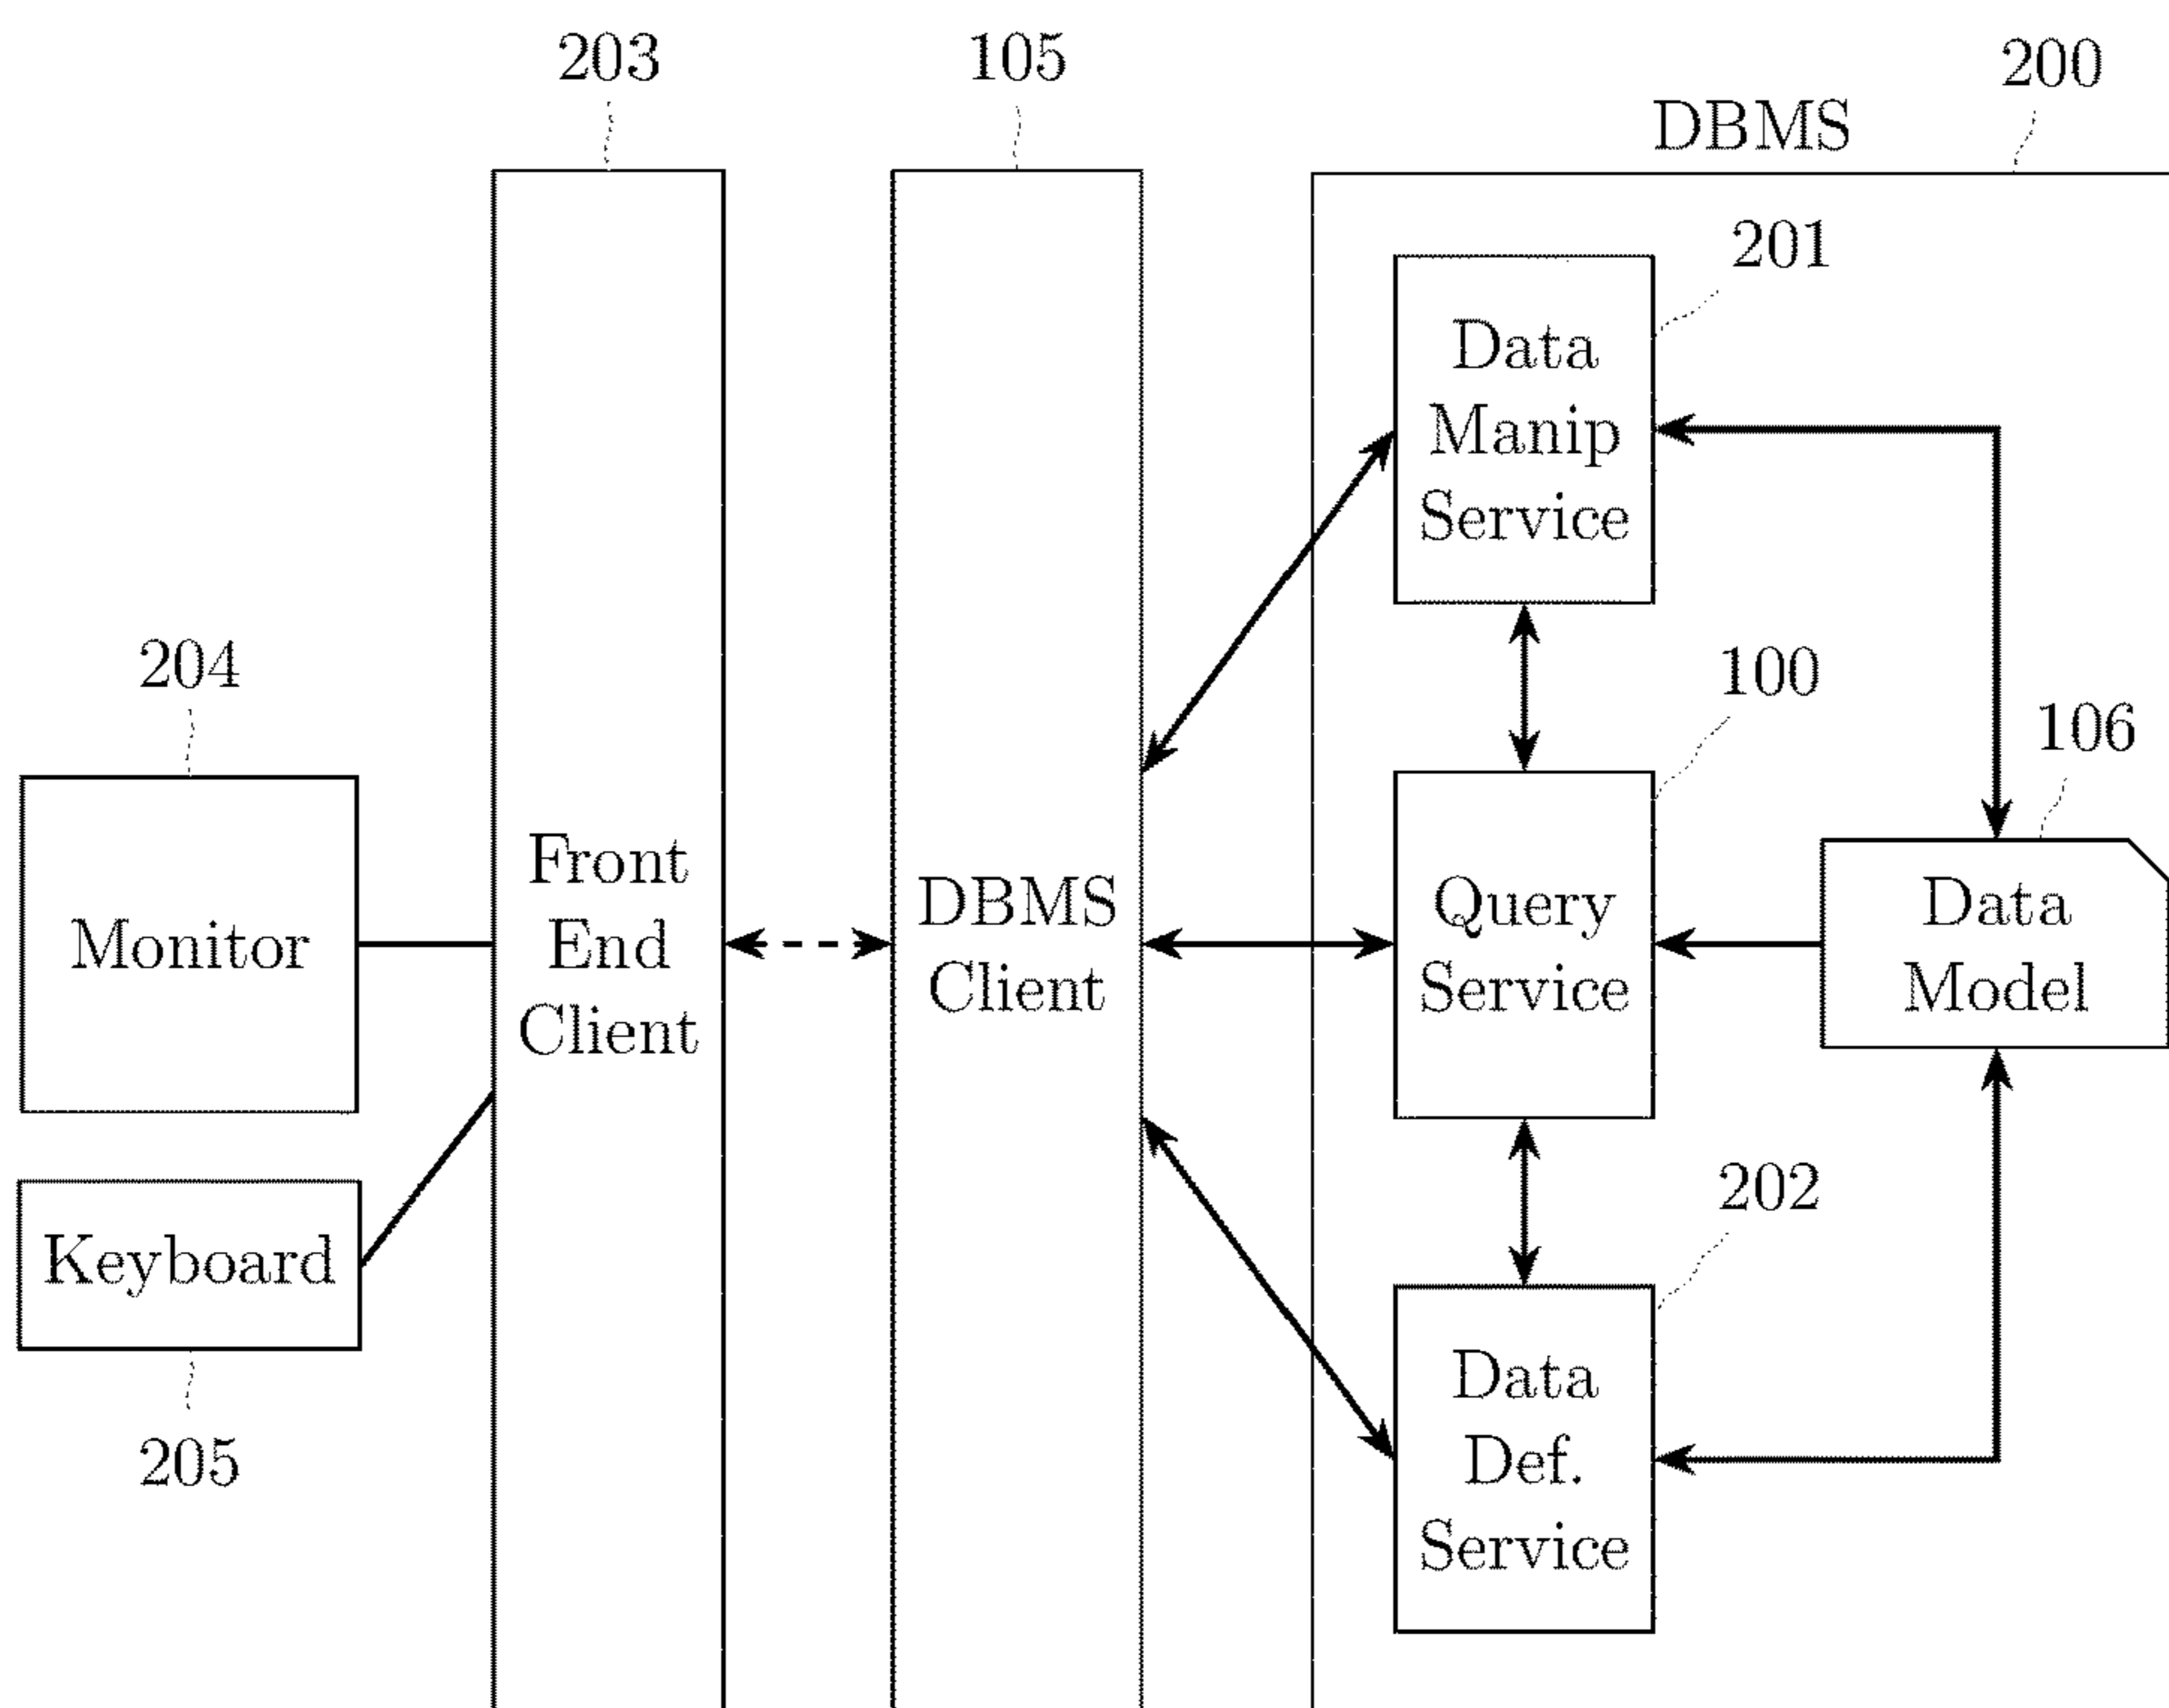 203
105
200
DBMS
201
Data
Manip
Service
204
100
106
Monitor
Front
End
Client
DBMS
Client
Query
Service
Data
Model
Keyboard
205
202
Data
Def.
Service